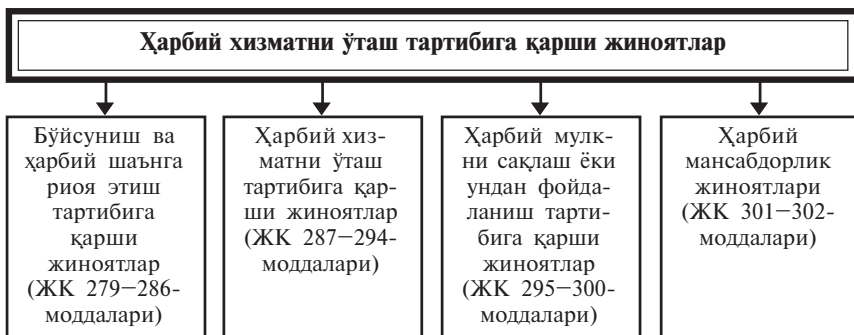 Ҳарбий хизматни ўташ тартибига қарши жиноятлар
Бўйсуниш ва
ҳарбий шаънга
риоя этиш
тартибига
қарши
жиноятлар
(ЖК 279—286-
моддалари)
Ҳарбий хиз-
матни ўташ
тартибига қар-
ши жиноятлар
(ЖК 287—294-
моддалари)
Ҳарбий мулк-
ни сақлаш ёки
ундан фойда-
ланиш тарти-
бига қарши
жиноятлар
(ЖК 295—300-
моддалари)
Ҳарбий
мансабдорлик
жиноятлари
(ЖК 301—302-
моддалари)